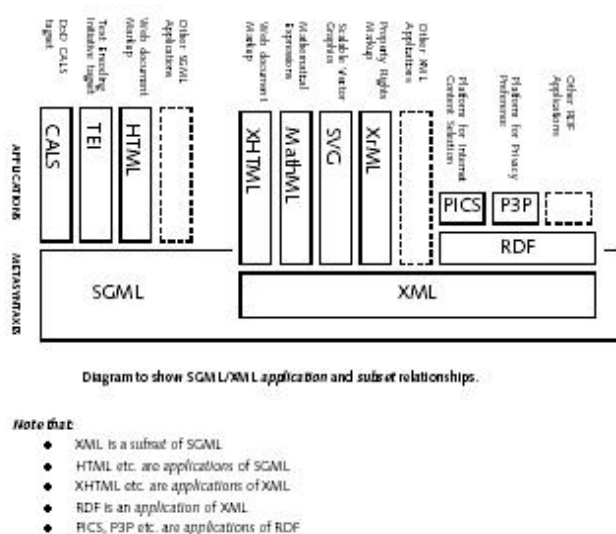 DoD CALS
tagset
Text Encoding
Initiative tagset
Web document
Markup
Other SGML
Applications
Web document
Markup
Mathematical
Expressions
Scalable Vector
Graphics
Property Rights
Markup
Other XML
Applications
Platform for Internet
Content Selection
Platform for Privacy
Preference
Other RDF
Applications
APPLICATIONS
CALS
TEI
HTML
XHTML
MathML
SVG
XrML
PICS
P3P
RDF
METASYNTAXES
SGML
XML
Diagram to show SGML/XML application and subset relationships.
Note that:
● XML is a subset of SGML
● HTML etc. are applications of SGML
● XHTML etc. are applications of XML
● RDF is an application of XML
● PICS, P3P etc. are applications of RDF